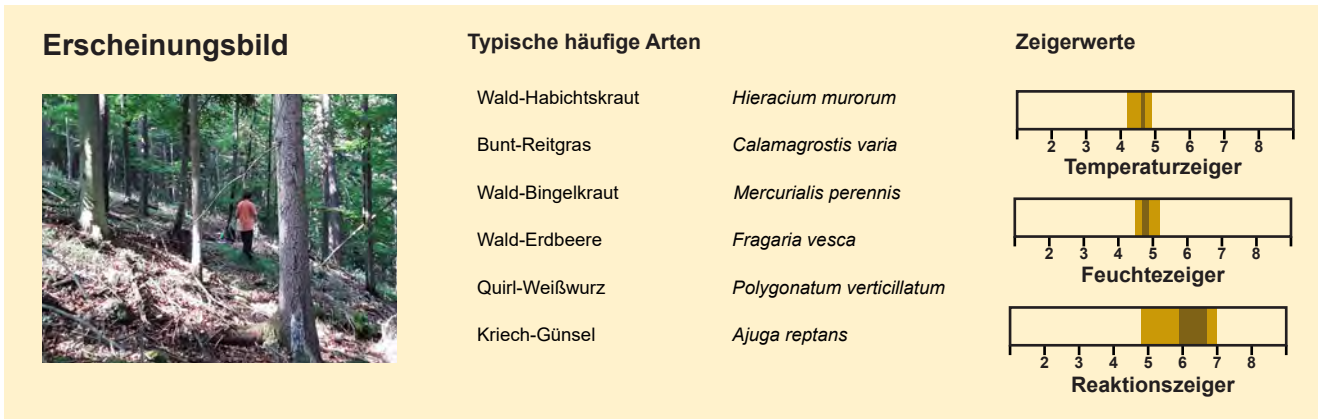 Erscheinungsbild
Typische häufige Arten
Wald-Habichtskraut Hieracium murorum
Bunt-Reitgras Calamagrostis varia
Wald-Bingelkraut Mercurialis perennis
Wald-Erdbeere Fragaria vesca
Quirl-Weißwurz Polygonatum verticillatum
Kriech-Günsel Ajuga reptans
Zeigerwerte
2 3 4 5 6 7 8
Temperaturzeiger
2 3 4 5 6 7 8
Feuchtezeiger
2 3 4 5 6 7 8
Reaktionszeiger